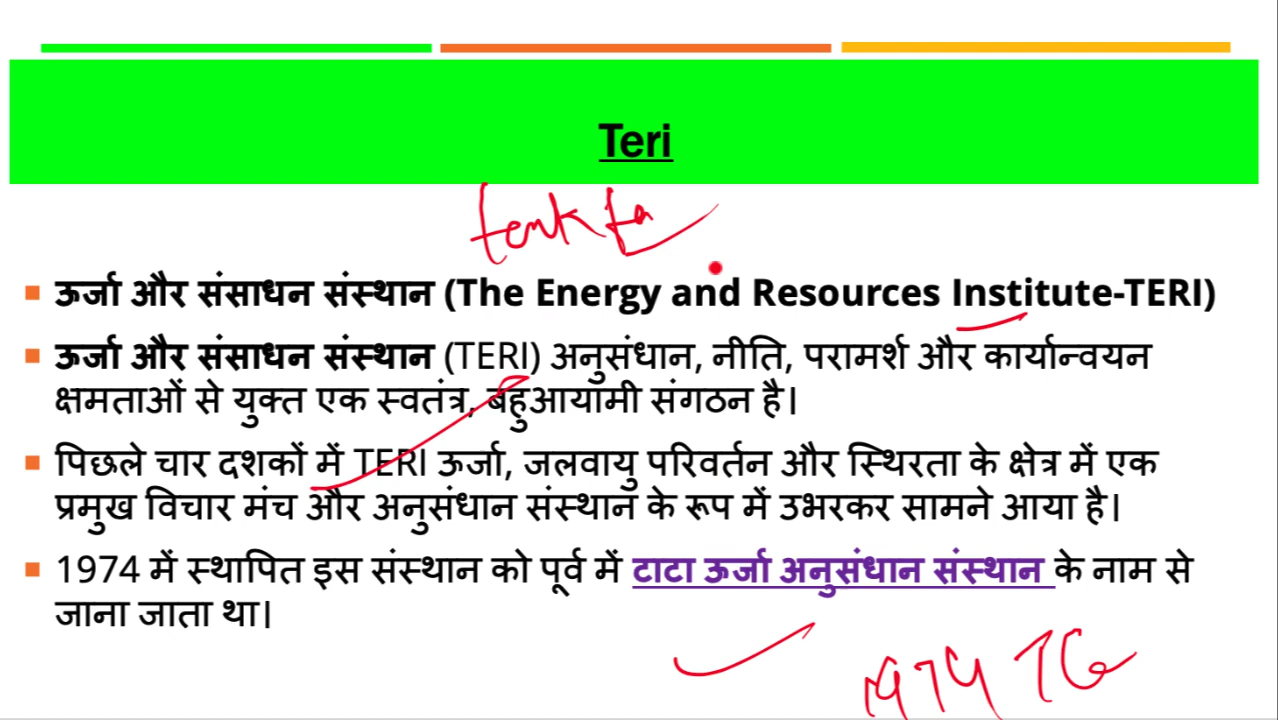 Teri
ऊर्जा और संसाधन संस्थान (The Energy and Resources Institute-TERI)
ऊर्जा और संसाधन संस्थान (TERI) अनुसंधान, नीति, परामर्श और कार्यान्वयन
क्षमताओं से युक्त एक स्वतंत्र, बहुआयामी संगठन है।
पिछले चार दशकों में TERI ऊर्जा, जलवायु परिवर्तन और स्थिरता के क्षेत्र में एक
प्रमुख विचार मंच और अनुसंधान संस्थान के रूप में उभरकर सामने आया है।
1974 में स्थापित इस संस्थान को पूर्व में टाटा ऊर्जा अनुसंधान संस्थान के नाम से
जाना जाता था।
1974